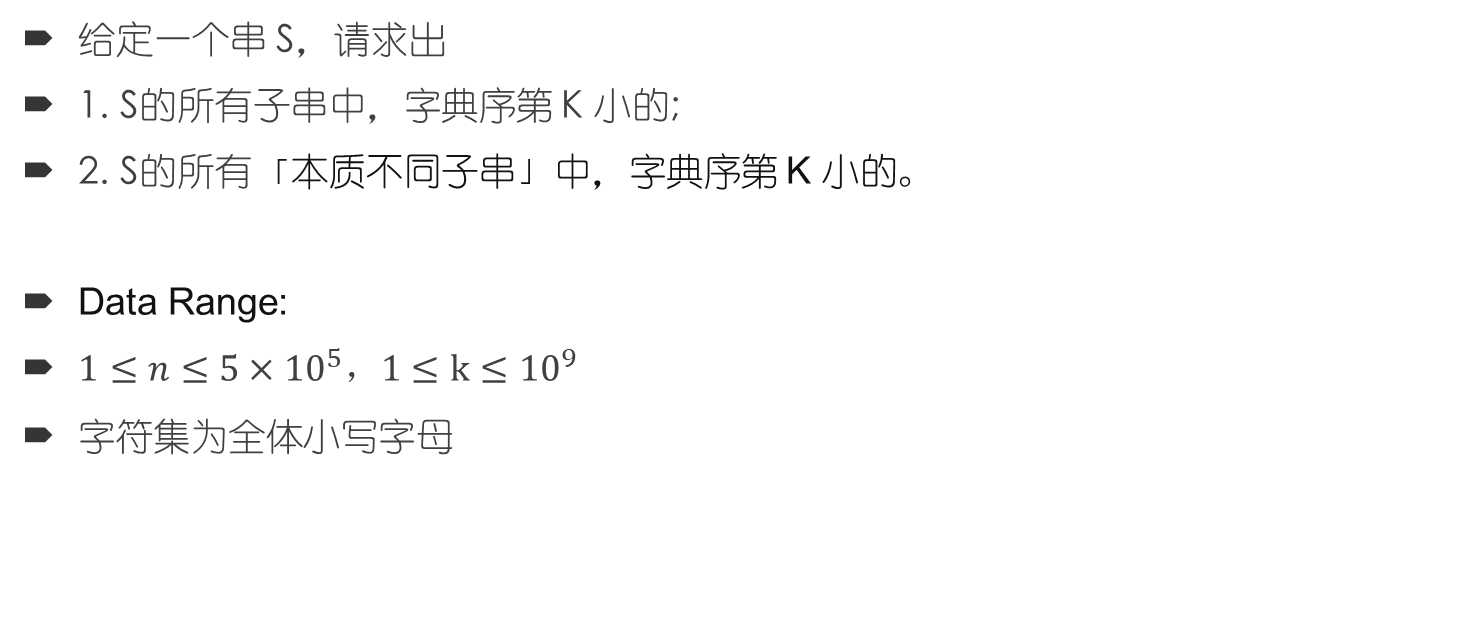 给定一个串 S，请求出
1. S的所有子串中，字典序第 K 小的;
2. S的所有「本质不同子串」中，字典序第 K 小的。
Data Range:
1 ≤ n ≤ 5 × 10⁵，1 ≤ k ≤ 10⁹
字符集为全体小写字母